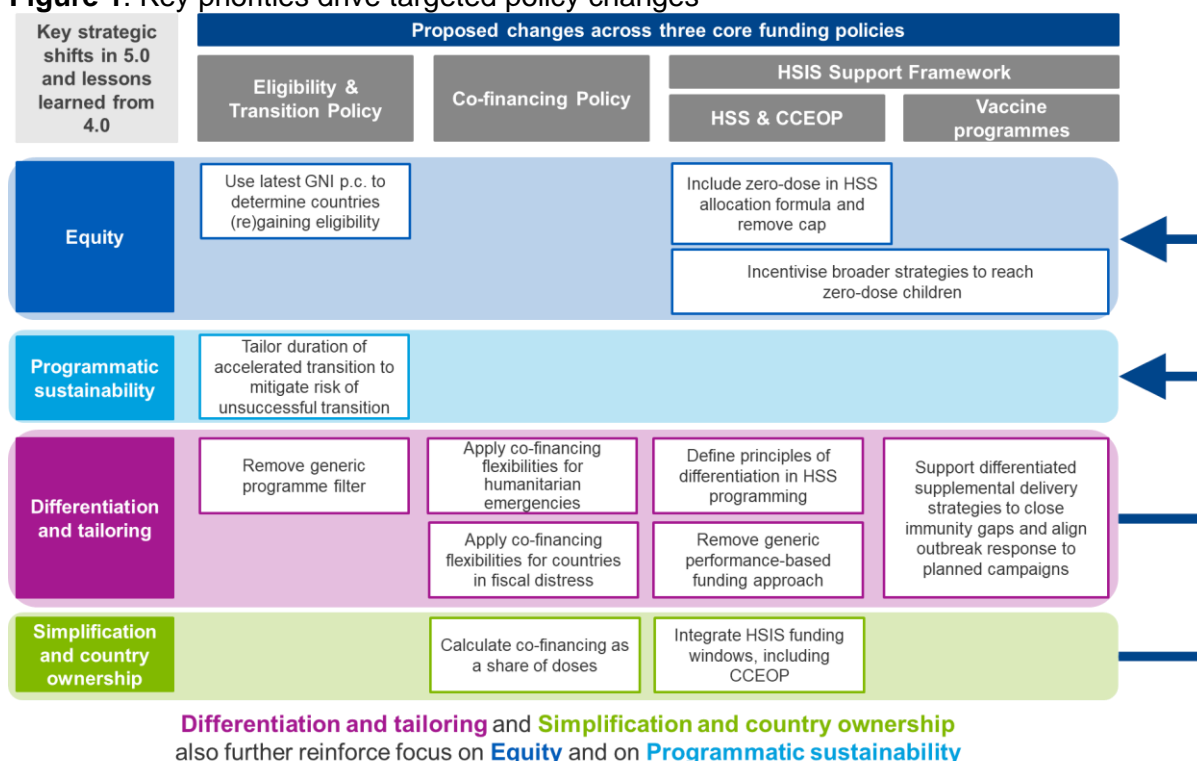 Figure 1: Key priorities drive targeted policy changes
Key strategic
shifts in 5.0
and lessons
learned from
4.0
Proposed changes across three core funding policies
Eligibility &
Transition Policy
Co-financing Policy
HSIS Support Framework
HSS & CCEOP
Vaccine
programmes
Equity
Use latest GNI p.c. to
determine countries
(re)gaining eligibility
Include zero-dose in HSS
allocation formula and
remove cap
Incentivise broader strategies to reach
zero-dose children
Programmatic
sustainability
Tailor duration of
accelerated transition to
mitigate risk of
unsuccessful transition
Differentiation
and tailoring
Remove generic
programme filter
Apply co-financing
flexibilities for
humanitarian
emergencies
Define principles of
differentiation in HSS
programming
Support differentiated
supplemental delivery
strategies to close
immunity gaps and align
outbreak response to
planned campaigns
Apply co-financing
flexibilities for countries
in fiscal distress
Remove generic
performance-based
funding approach
Simplification
and country
ownership
Calculate co-financing as
a share of doses
Integrate HSIS funding
windows, including
CCEOP
Differentiation and tailoring and Simplification and country ownership
also further reinforce focus on Equity and on Programmatic sustainability